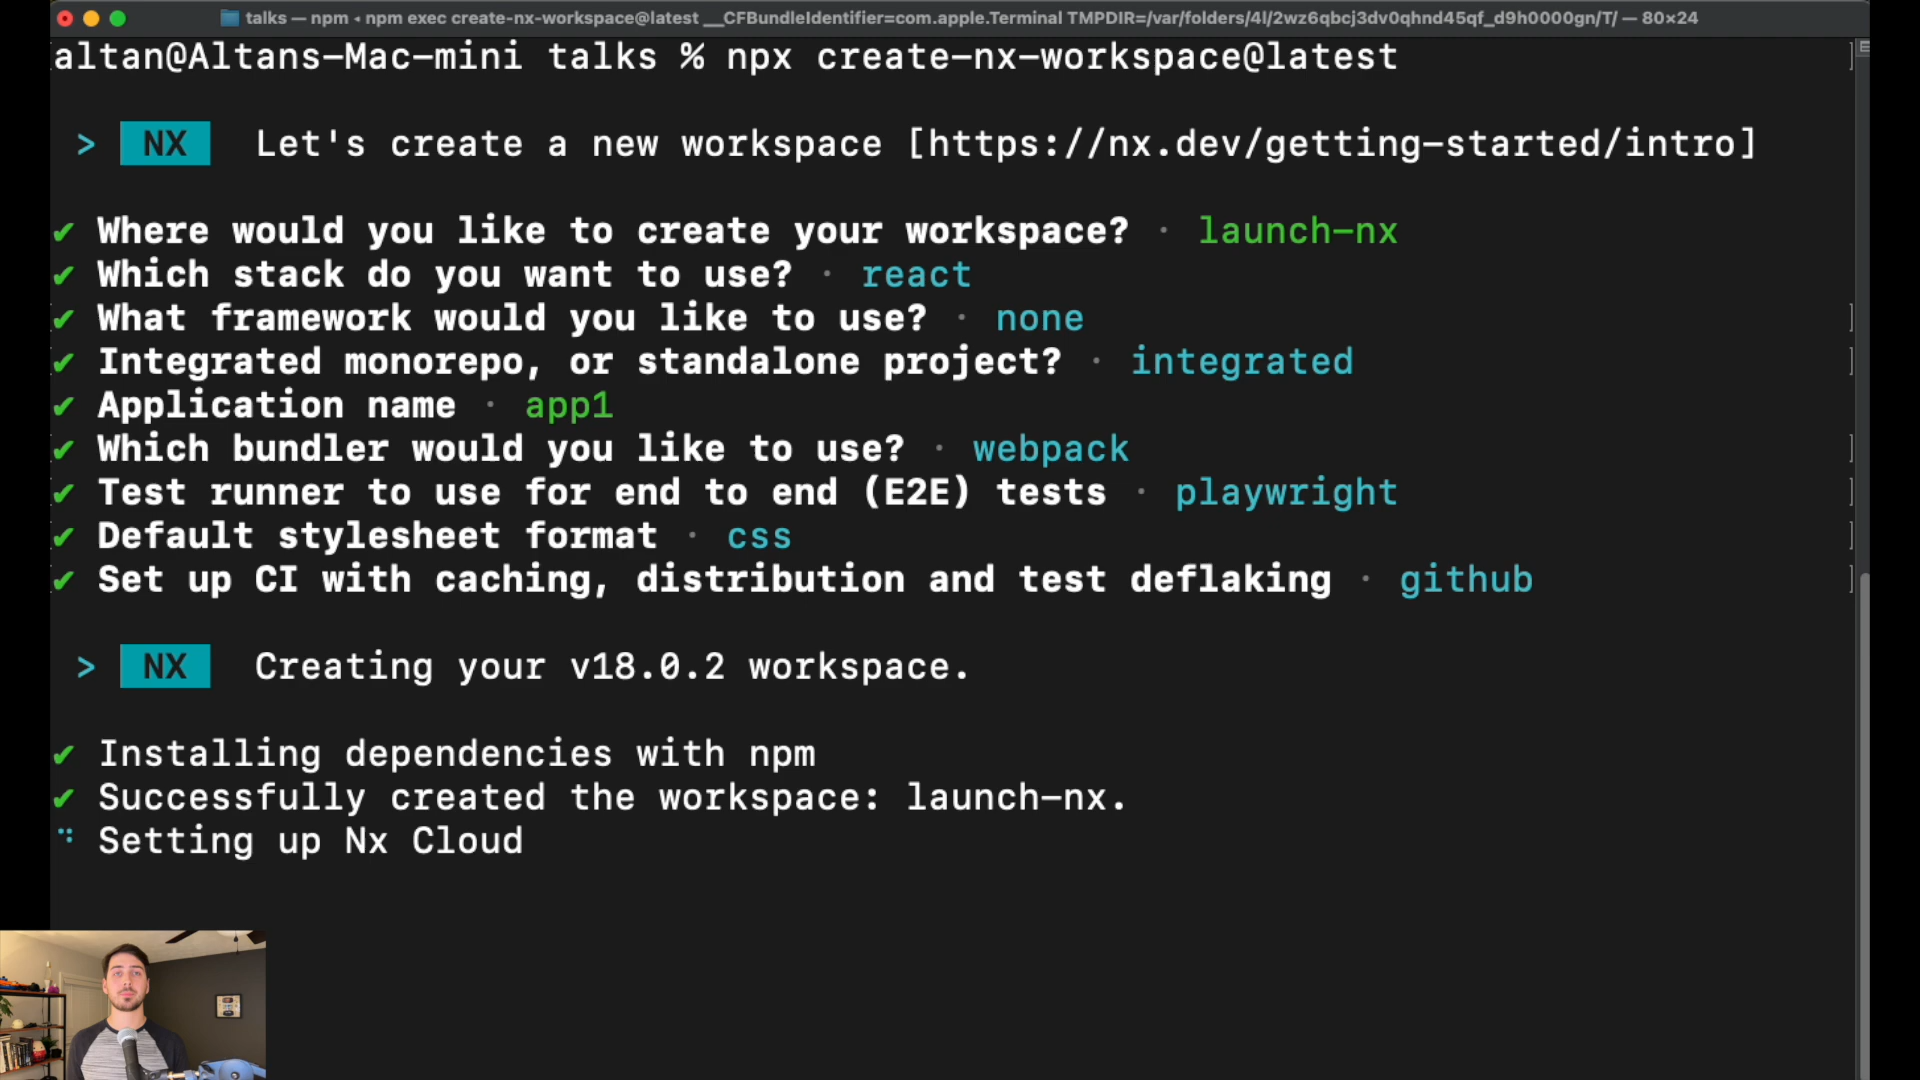 talks — npm ◂ npm exec create-nx-workspace@latest __CFBundleIdentifier=com.apple.Terminal TMPDIR=/var/folders/4l/2wz6qbcj3dv0qhnd45qf_d9h0000gn/T/ — 80×24
altan@Altans-Mac-mini talks % npx create-nx-workspace@latest
> NX Let's create a new workspace [https://nx.dev/getting-started/intro]
✔ Where would you like to create your workspace? · launch-nx
✔ Which stack do you want to use? · react
✔ What framework would you like to use? · none
✔ Integrated monorepo, or standalone project? · integrated
✔ Application name · app1
✔ Which bundler would you like to use? · webpack
✔ Test runner to use for end to end (E2E) tests · playwright
✔ Default stylesheet format · css
✔ Set up CI with caching, distribution and test deflaking · github
> NX Creating your v18.0.2 workspace.
✔ Installing dependencies with npm
✔ Successfully created the workspace: launch-nx.
Setting up Nx Cloud